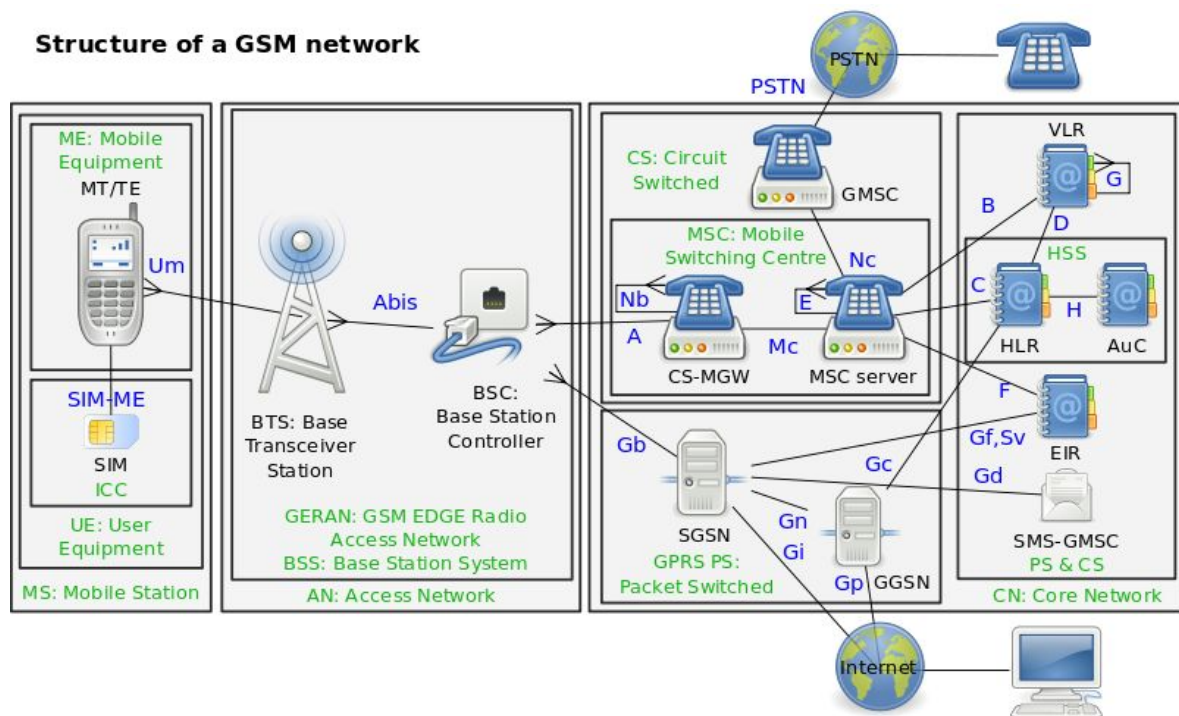 Structure of a GSM network
PSTN
PSTN
ME: Mobile
Equipment
MT/TE
Um
SIM-ME
SIM
ICC
UE: User
Equipment
MS: Mobile Station
Abis
BTS: Base
Transceiver
Station
BSC:
Base Station
Controller
GERAN: GSM EDGE Radio
Access Network
BSS: Base Station System
AN: Access Network
CS: Circuit
Switched
GMSC
MSC: Mobile
Switching Centre
Nc
Nb
E
A
Mc
CS-MGW
MSC server
Gb
SGSN
GPRS PS:
Packet Switched
Gn
Gi
Gc
Gp
GGSN
VLR
G
B
D
HSS
C
H
HLR
AuC
F
Gf,Sv
EIR
Gd
SMS-GMSC
PS & CS
CN: Core Network
Internet